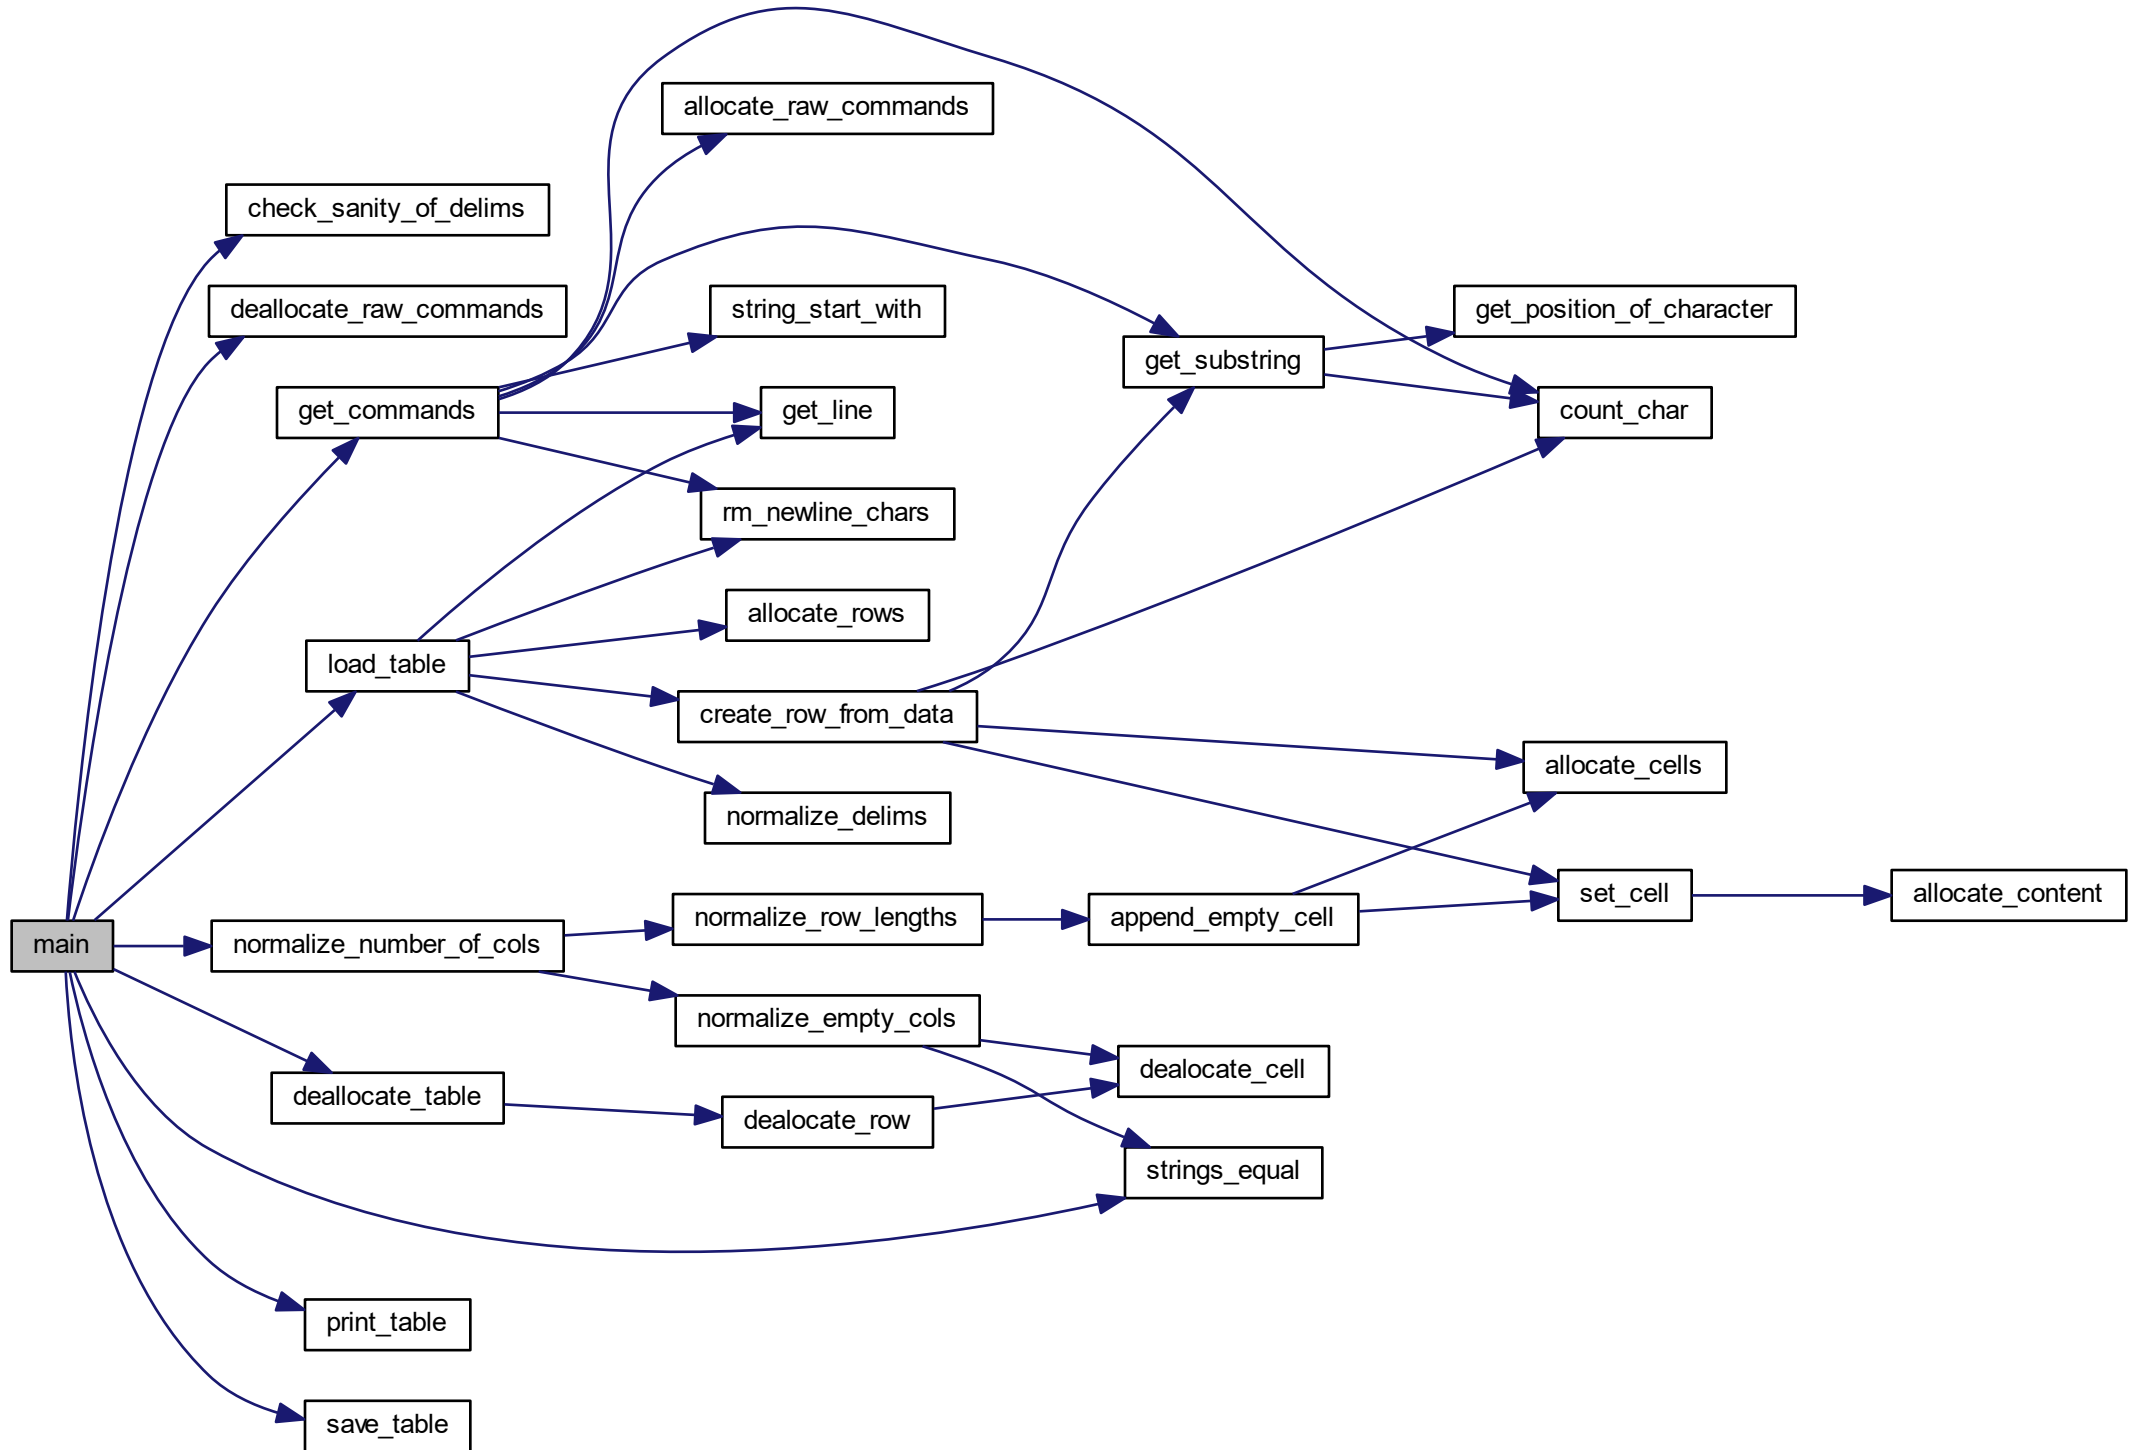 allocate_raw_commands
check_sanity_of_delims
deallocate_raw_commands
string_start_with
get_position_of_character
get_substring
get_commands
get_line
count_char
rm_newline_chars
allocate_rows
load_table
create_row_from_data
allocate_cells
normalize_delims
set_cell
allocate_content
normalize_row_lengths
append_empty_cell
main
normalize_number_of_cols
normalize_empty_cols
dealocate_cell
deallocate_table
dealocate_row
strings_equal
print_table
save_table